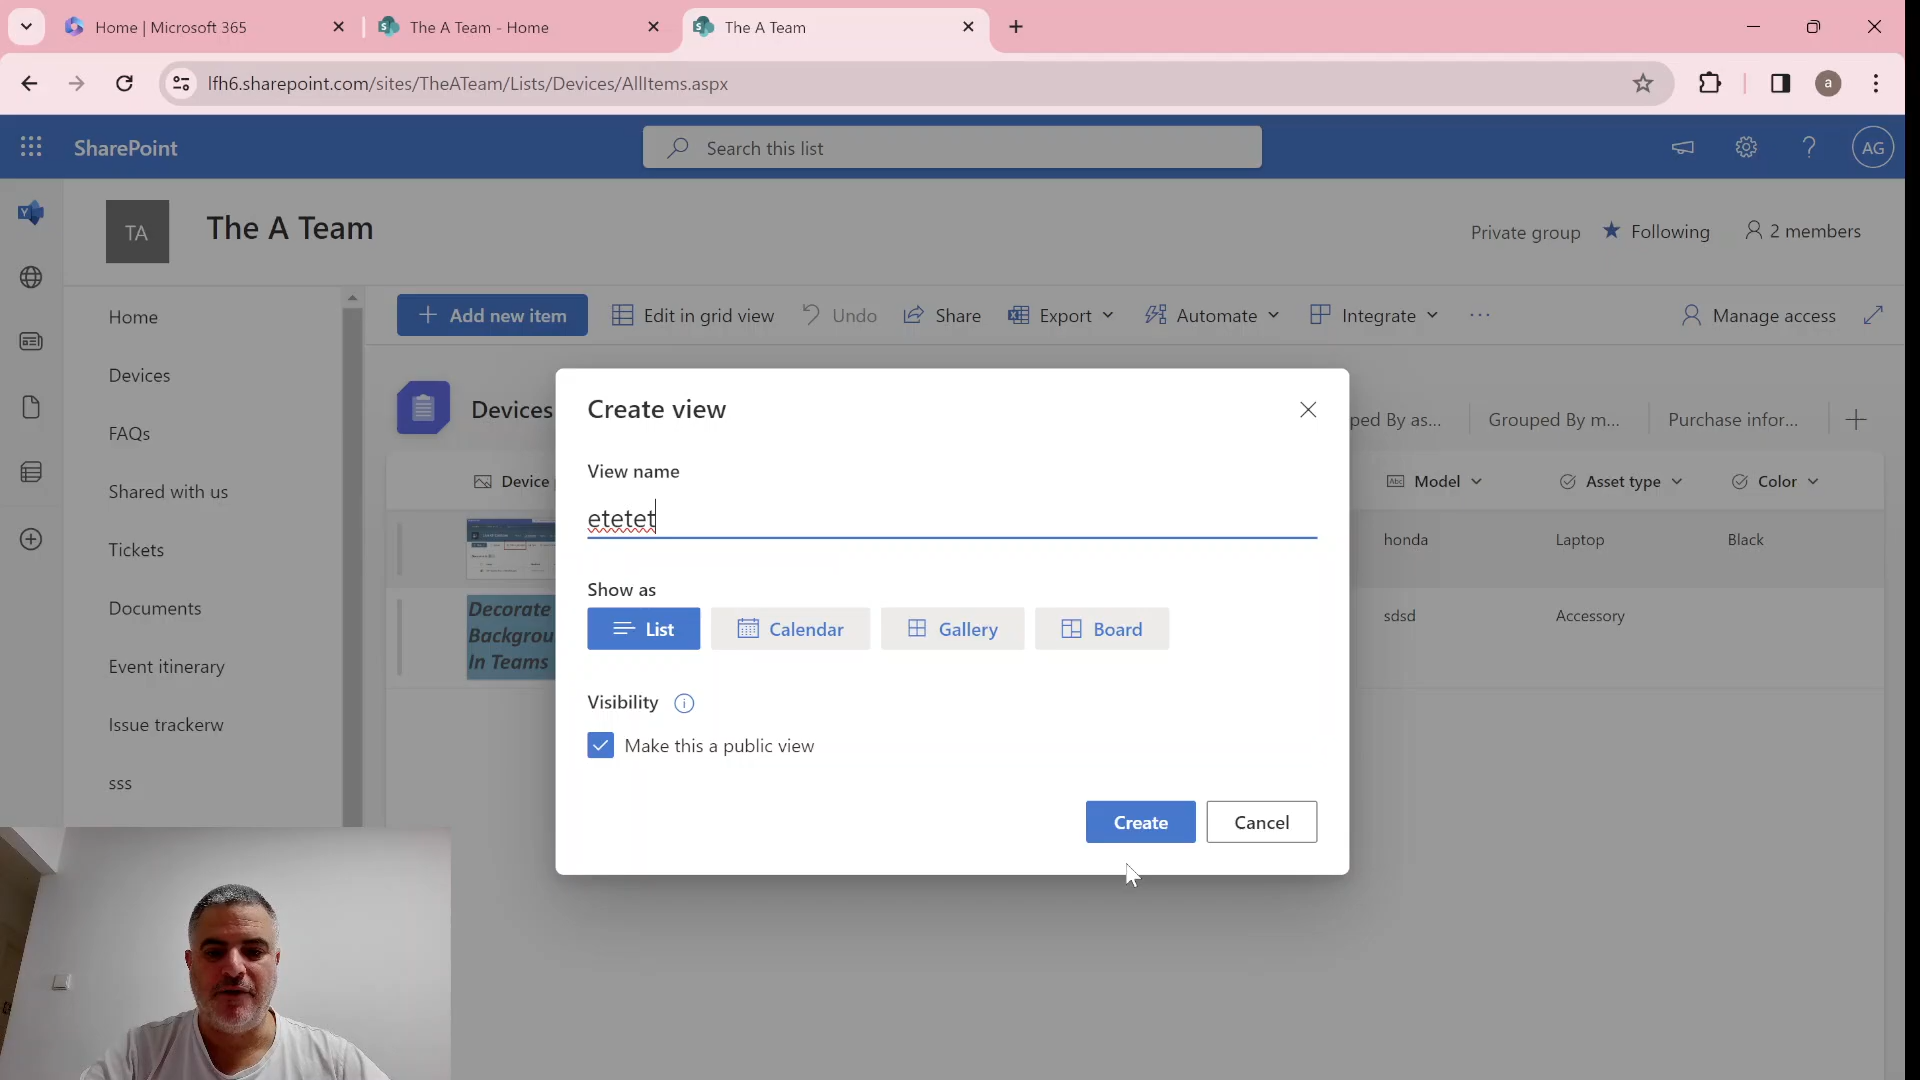 Home | Microsoft 365
The A Team - Home
The A Team
lfh6.sharepoint.com/sites/TheATeam/Lists/Devices/AllItems.aspx
a
SharePoint
Search this list
AG
TA
The A Team
Private group
Following
2 members
Home
Devices
FAQs
Shared with us
Tickets
Documents
Event itinerary
Issue trackerw
sss
Add new item
Edit in grid view
Undo
Share
Export
Automate
Integrate
Manage access
Devices
ped By as...
Grouped By m...
Purchase infor...
Device
Model
Asset type
Color
honda
Laptop
Black
Decorate
Backgrou
In Teams
sdsd
Accessory
Create view
View name
etetet
Show as
List
Calendar
Gallery
Board
Visibility
Make this a public view
Create
Cancel